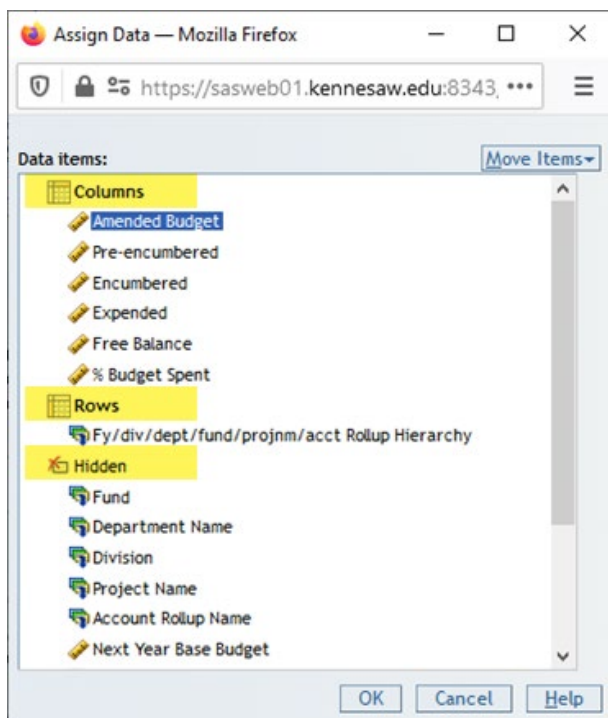 Assign Data — Mozilla Firefox
https://sasweb01.kennesaw.edu:8343,
Data items:
Move Items
Columns
Amended Budget
Pre-encumbered
Encumbered
Expended
Free Balance
% Budget Spent
Rows
Fy/div/dept/fund/projnm/acct Rollup Hierarchy
Hidden
Fund
Department Name
Division
Project Name
Account Rollup Name
Next Year Base Budget
OK Cancel Help